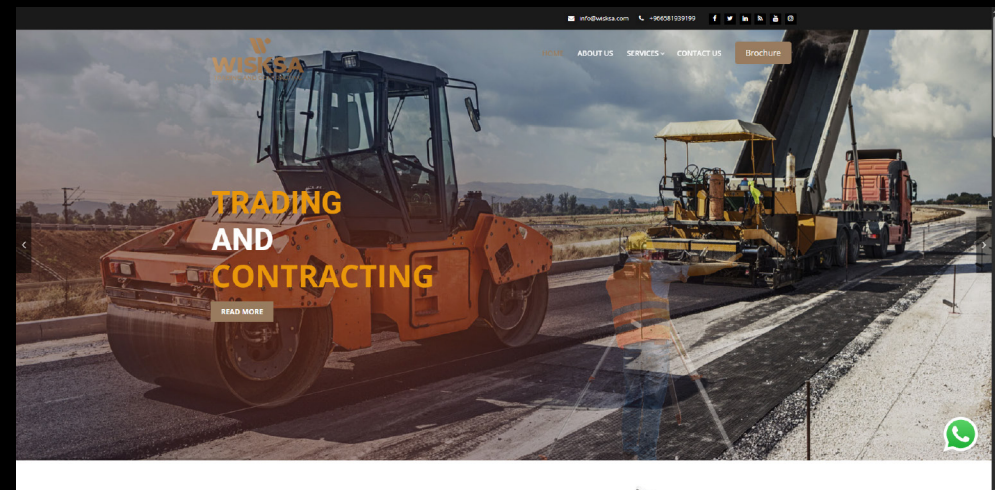 info@wisksa.com +966581939199
WISKSA
HOME ABOUT US SERVICES CONTACT US Brochure
TRADING
AND
CONTRACTING
READ MORE